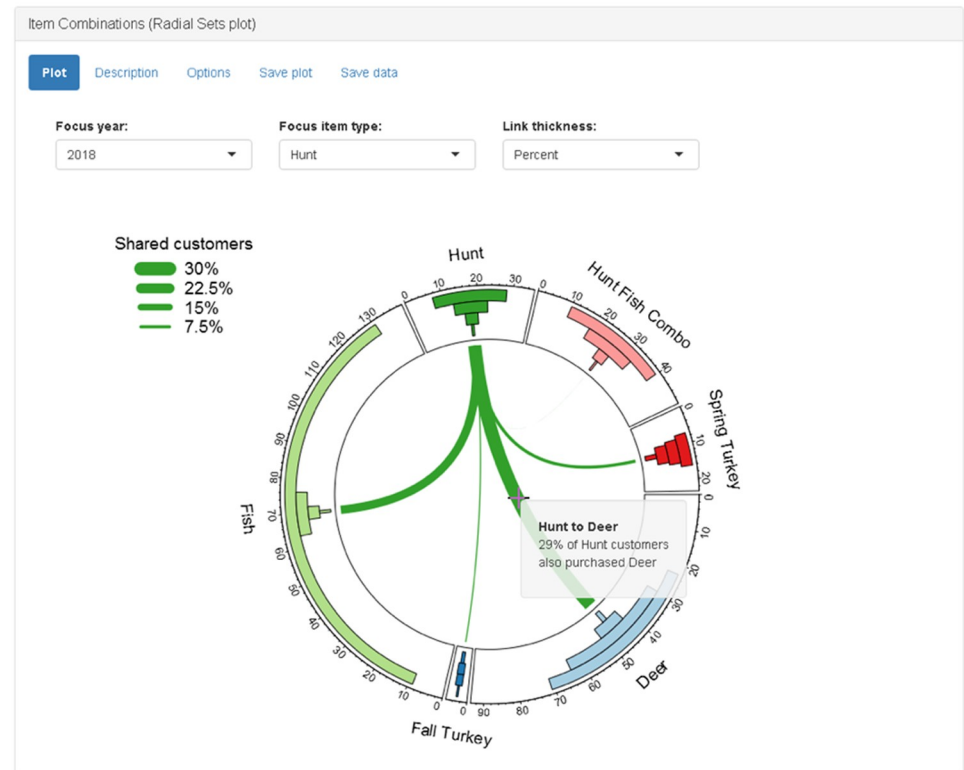 Item Combinations (Radial Sets plot)
Plot
Description
Options
Save plot
Save data
Focus year:
Focus item type:
Link thickness:
2018
Hunt
Percent
Shared customers
30%
22.5%
15%
7.5%
Hunt
0 10 20 30
Hunt Fish Combo
0 10 20 30 40
Spring Turkey
0 10 20
Deer
0 10 20 30 40 50 60 70 80 90
Fall Turkey
0
Fish
0 10 20 30 40 50 60 70 80 90 100 110 120 130
Hunt to Deer
29% of Hunt customers
also purchased Deer